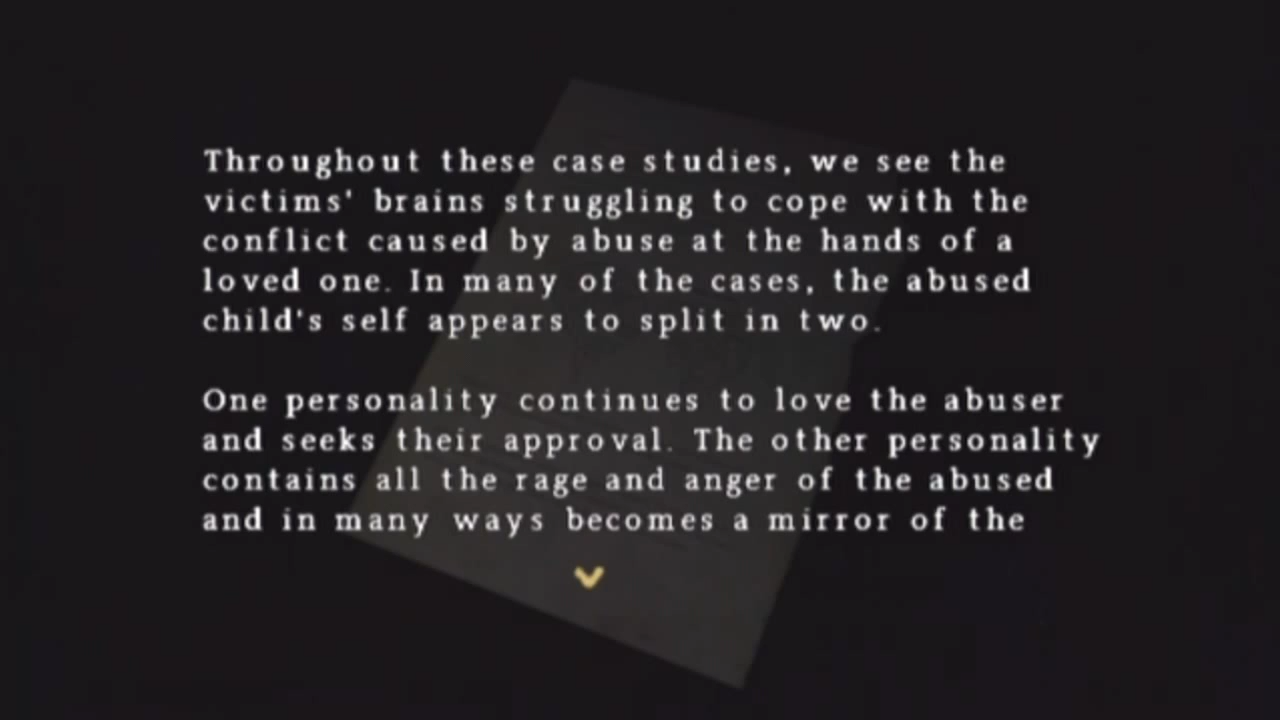 Throughout these case studies, we see the
victims' brains struggling to cope with the
conflict caused by abuse at the hands of a
loved one. In many of the cases, the abused
child's self appears to split in two.
One personality continues to love the abuser
and seeks their approval. The other personality
contains all the rage and anger of the abused
and in many ways becomes a mirror of the